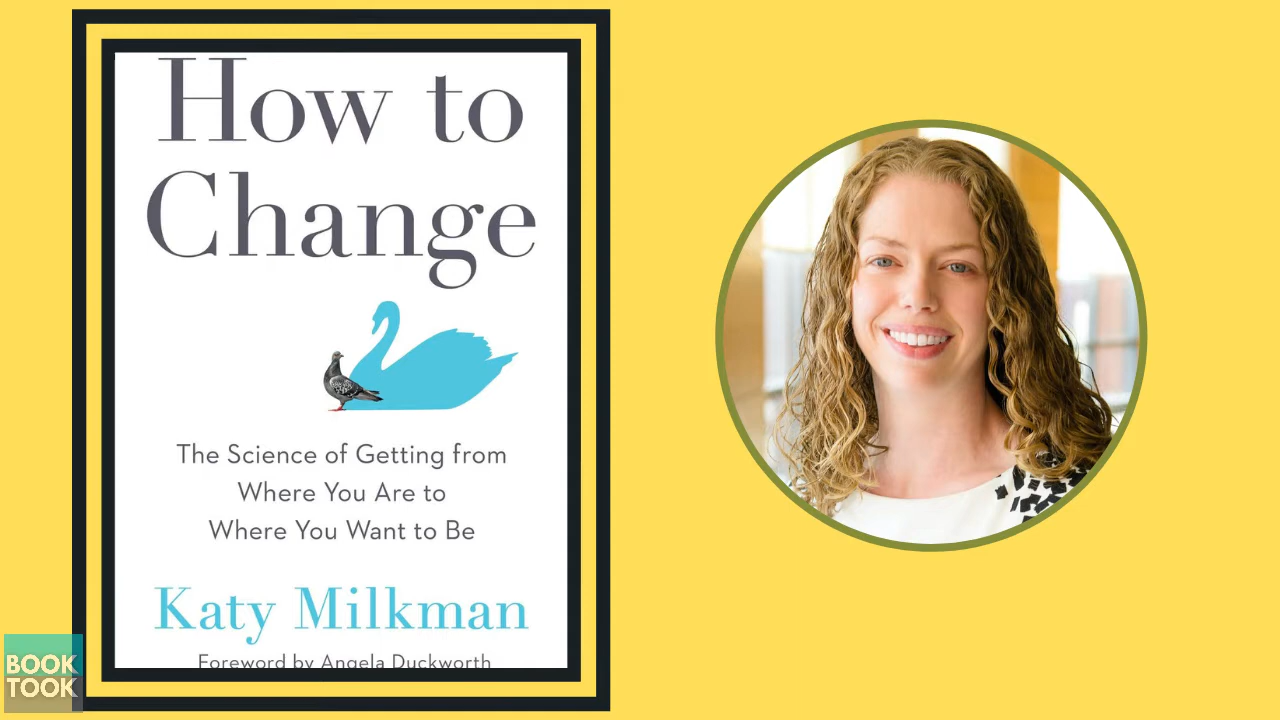 How to
Change
The Science of Getting from
Where You Are to
Where You Want to Be
Katy Milkman
Foreword by Angela Duckworth
BOOK
TOOK